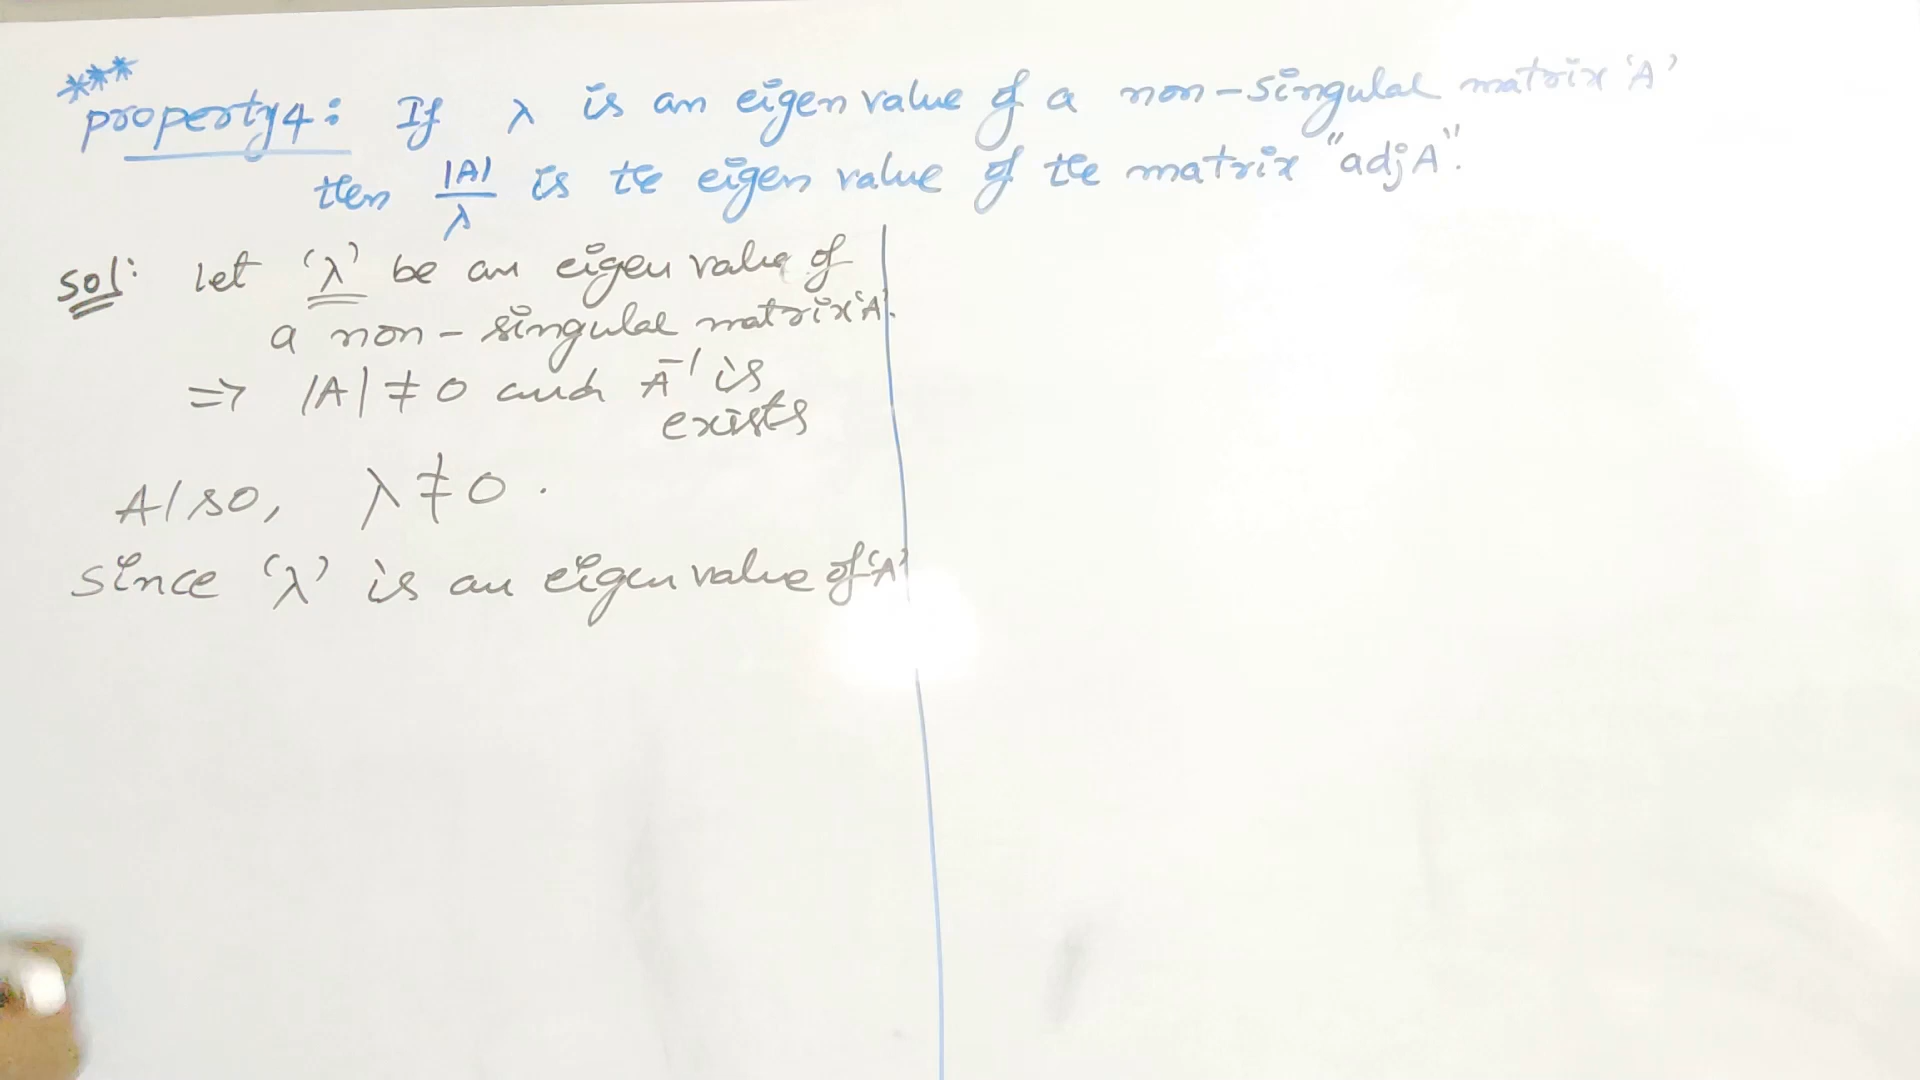 ***
property4: If λ is an eigen value of a non-singular matrix 'A'
then |A|/λ is the eigen value of the matrix "adj A".
sol: let 'λ' be an eigen value of
a non-singular matrix 'A'.
=> |A| ≠ 0 and A⁻¹ is
exists
Also, λ ≠ 0.
since 'λ' is an eigen value of 'A'